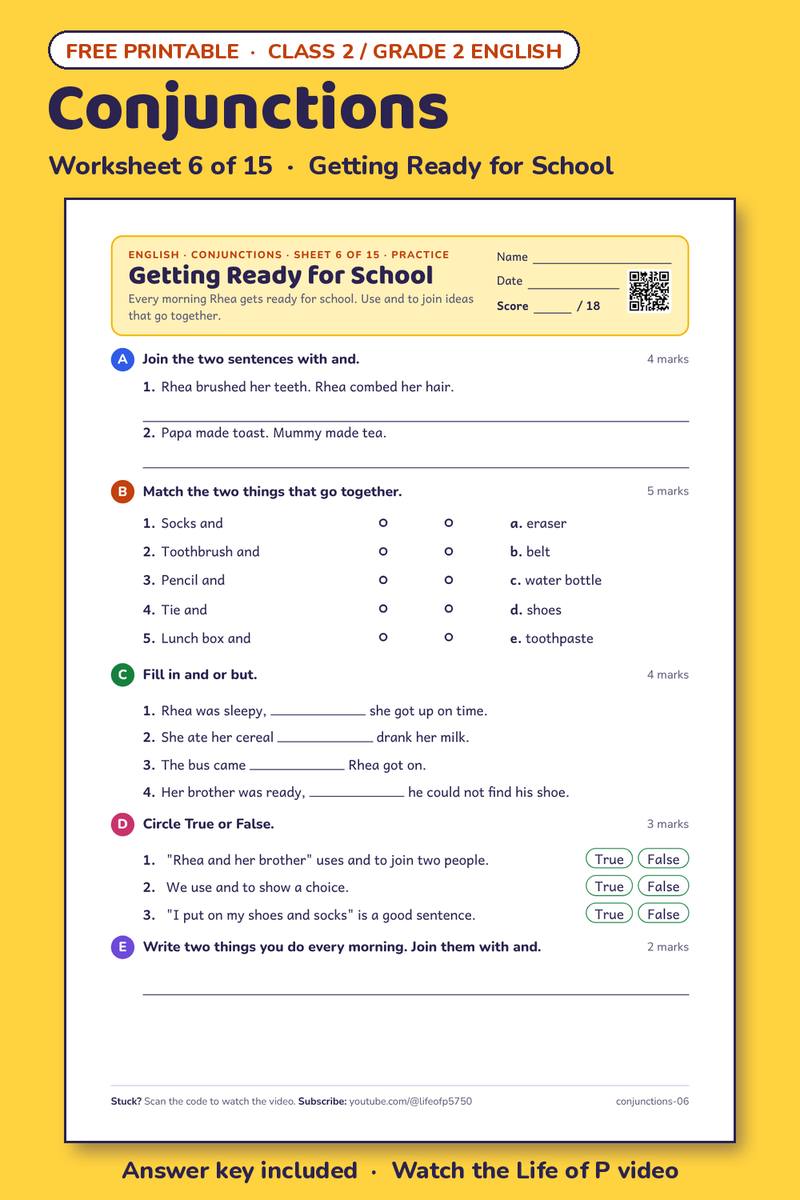 FREE PRINTABLE · CLASS 2 / GRADE 2 ENGLISH
Conjunctions
Worksheet 6 of 15 · Getting Ready for School
ENGLISH · CONJUNCTIONS · SHEET 6 OF 15 · PRACTICE
Getting Ready for School
Every morning Rhea gets ready for school. Use and to join ideas
that go together.
Name ____________
Date ____________
Score ______ / 18
A Join the two sentences with and. 4 marks
1. Rhea brushed her teeth. Rhea combed her hair.
2. Papa made toast. Mummy made tea.
B Match the two things that go together. 5 marks
1. Socks and a. eraser
2. Toothbrush and b. belt
3. Pencil and c. water bottle
4. Tie and d. shoes
5. Lunch box and e. toothpaste
C Fill in and or but. 4 marks
1. Rhea was sleepy, ____________ she got up on time.
2. She ate her cereal ____________ drank her milk.
3. The bus came ____________ Rhea got on.
4. Her brother was ready, ____________ he could not find his shoe.
D Circle True or False. 3 marks
1. "Rhea and her brother" uses and to join two people. True False
2. We use and to show a choice. True False
3. "I put on my shoes and socks" is a good sentence. True False
E Write two things you do every morning. Join them with and. 2 marks
Stuck? Scan the code to watch the video. Subscribe: youtube.com/@lifeofp5750 conjunctions-06
Answer key included · Watch the Life of P video